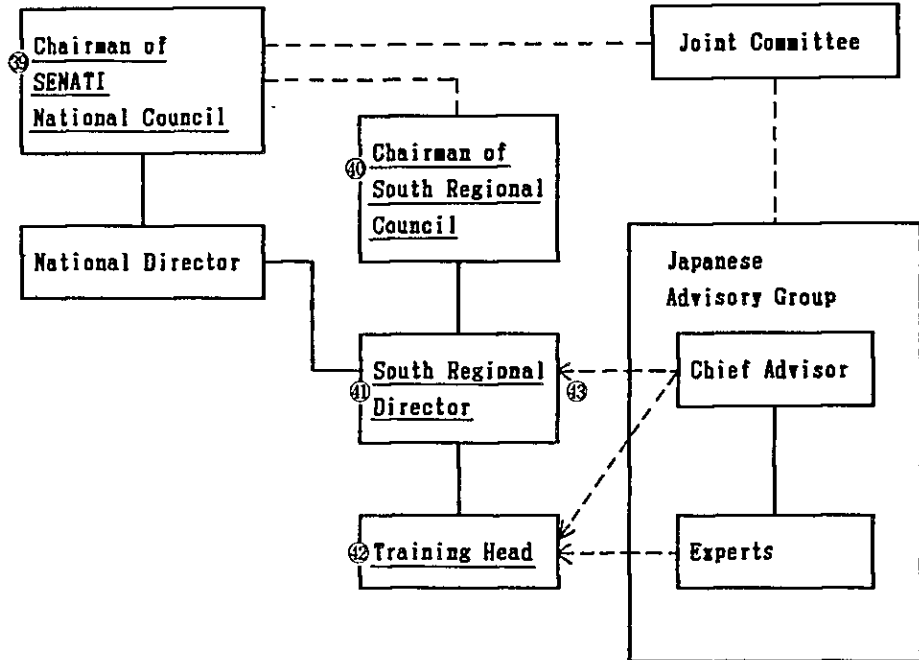 ㊴ Chairman of
SENATI
National Council
Joint Committee
㊵ Chairman of
South Regional
Council
National Director
Japanese
Advisory Group
㊶ South Regional
Director
㊸
Chief Advisor
㊷ Training Head
Experts